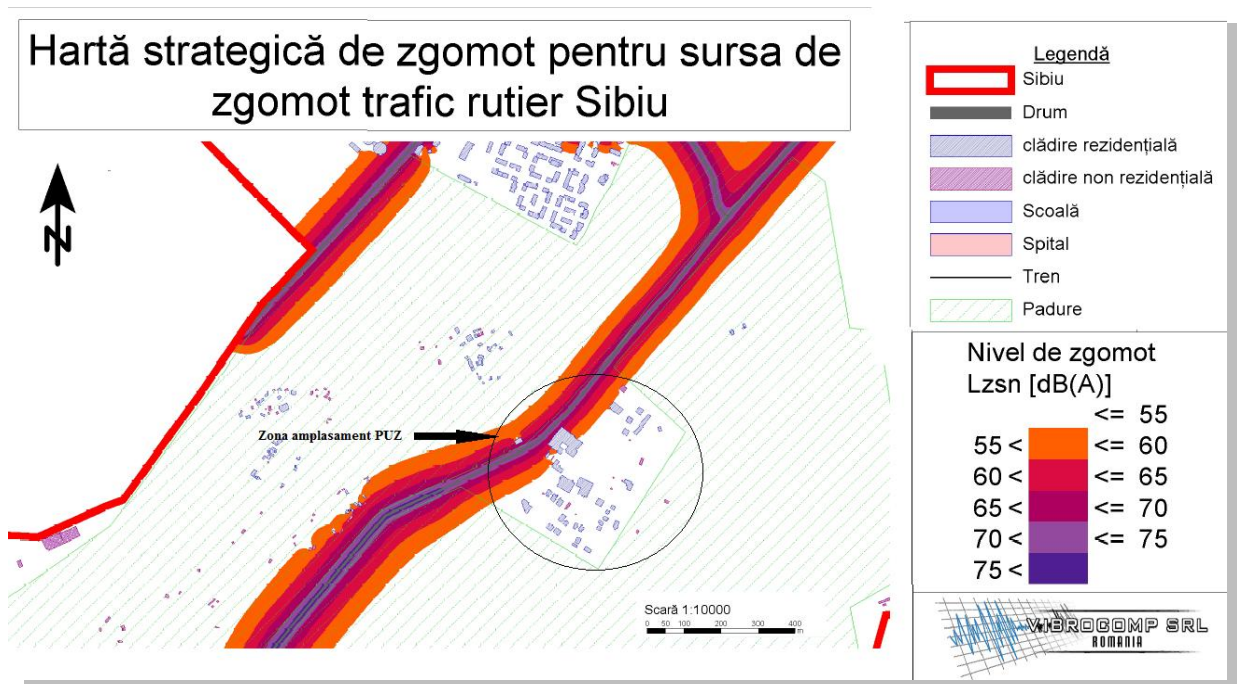 Hartă strategică de zgomot pentru sursa de
zgomot trafic rutier Sibiu
N
Zona amplasament PUZ
Scară 1:10000
0 50 100 200 300 400
m
Legendă
Sibiu
Drum
clădire rezidențială
clădire non rezidențială
Scoală
Spital
Tren
Padure
Nivel de zgomot
Lzsn [dB(A)]
<= 55
55 < <= 60
60 < <= 65
65 < <= 70
70 < <= 75
75 <
VIBROCOMP SRL
ROMANIA